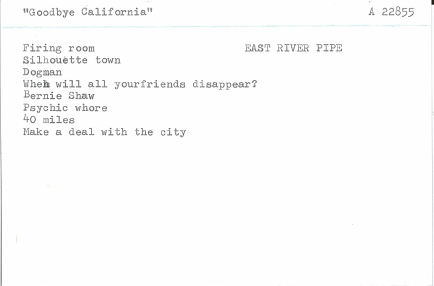 "Goodbye California" A 22855
Firing room EAST RIVER PIPE
Silhouette town
Dogman
When will all yourfriends disappear?
Bernie Shaw
Psychic whore
40 miles
Make a deal with the city